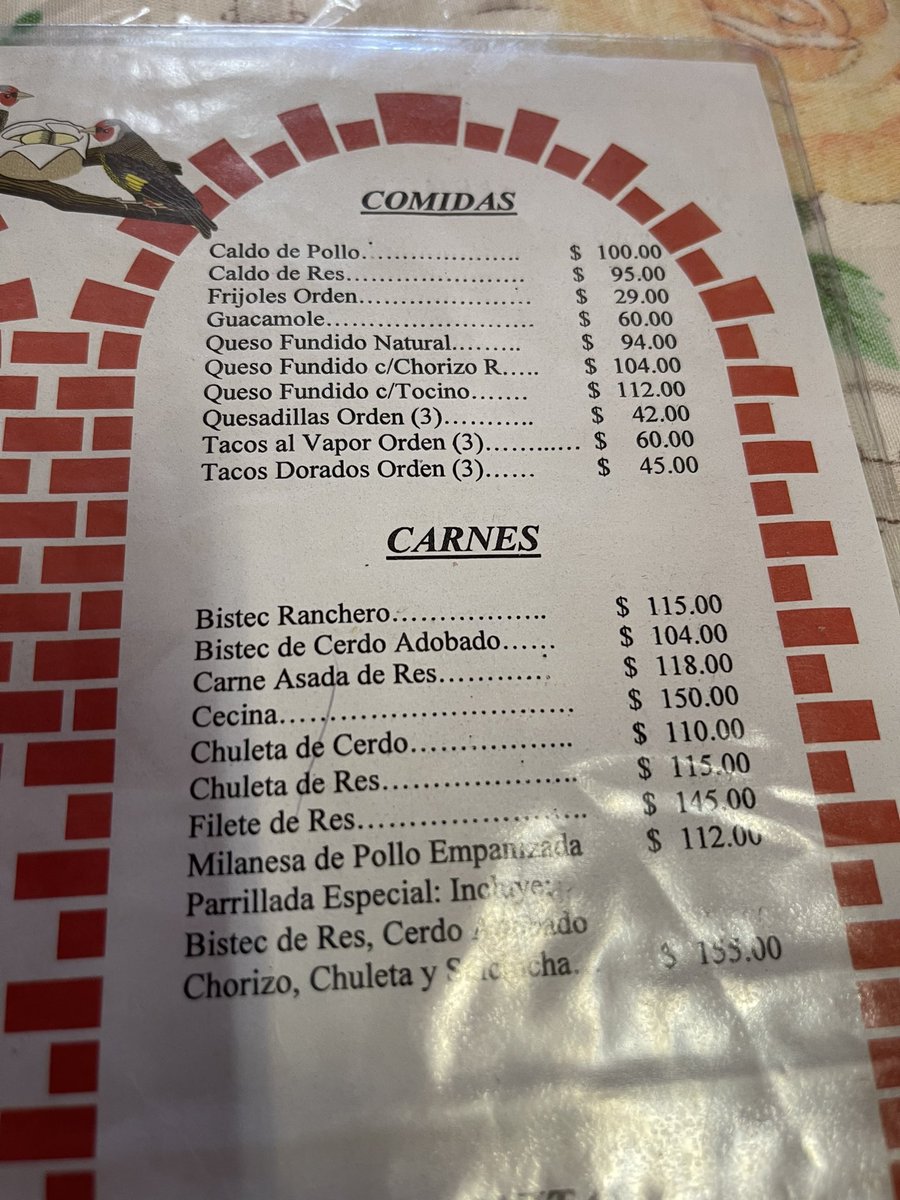 COMIDAS
Caldo de Pollo..................... $ 100.00
Caldo de Res........................ $ 95.00
Frijoles Orden....................... $ 29.00
Guacamole........................... $ 60.00
Queso Fundido Natural......... $ 94.00
Queso Fundido c/Chorizo R..... $ 104.00
Queso Fundido c/Tocino....... $ 112.00
Quesadillas Orden (3)........... $ 42.00
Tacos al Vapor Orden (3)............ $ 60.00
Tacos Dorados Orden (3)...... $ 45.00
CARNES
Bistec Ranchero................. $ 115.00
Bistec de Cerdo Adobado...... $ 104.00
Carne Asada de Res............ $ 118.00
Cecina................................ $ 150.00
Chuleta de Cerdo................. $ 110.00
Chuleta de Res.................... $ 115.00
Filete de Res....................... $ 145.00
Milanesa de Pollo Empanizada $ 112.00
Parrillada Especial: Incluye:
Bistec de Res, Cerdo Adobado
Chorizo, Chuleta y Salchicha. $ 155.00